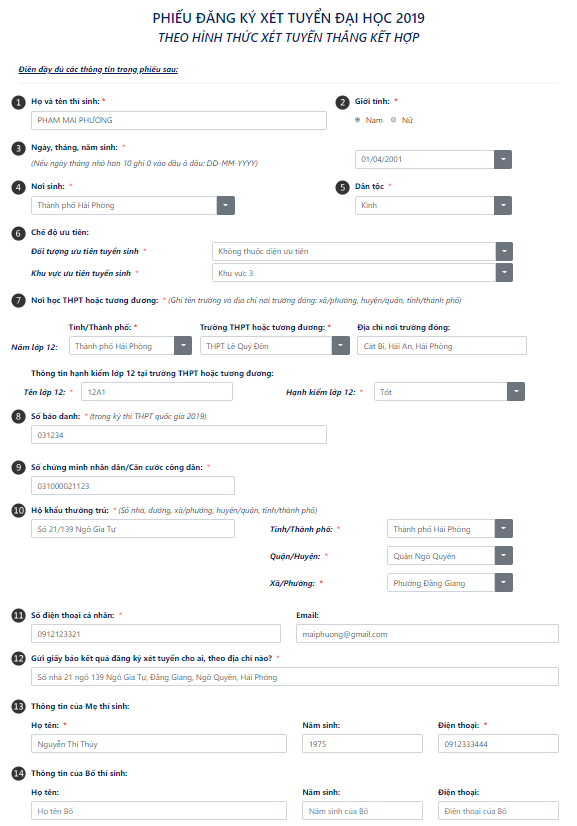 PHIẾU ĐĂNG KÝ XÉT TUYỂN ĐẠI HỌC 2019
THEO HÌNH THỨC XÉT TUYỂN THẲNG KẾT HỢP
Điền đầy đủ các thông tin trong phiếu sau:
1 Họ và tên thí sinh: * 2 Giới tính: *
PHẠM MAI PHƯƠNG Nam Nữ
3 Ngày, tháng, năm sinh: *
(Nếu ngày tháng nhỏ hơn 10 ghi 0 vào đầu ô đầu: DD-MM-YYYY) 01/04/2001
4 Nơi sinh: * 5 Dân tộc *
Thành phố Hải Phòng Kinh
6 Chế độ ưu tiên:
Đối tượng ưu tiên tuyển sinh * Không thuộc diện ưu tiên
Khu vực ưu tiên tuyển sinh * Khu vực 3
7 Nơi học THPT hoặc tương đương: * (Ghi tên trường và địa chỉ nơi trường đóng: xã/phường, huyện/quận, tỉnh/thành phố)
Tỉnh/Thành phố: * Trường THPT hoặc tương đương: * Địa chỉ nơi trường đóng:
Năm lớp 12: Thành phố Hải Phòng THPT Lê Quý Đôn Cát Bi, Hải An, Hải Phòng
Thông tin hạnh kiểm lớp 12 tại trường THPT hoặc tương đương:
Tên lớp 12: * 12A1 Hạnh kiểm lớp 12: * Tốt
8 Số báo danh: * (trong kỳ thi THPT quốc gia 2019)
031234
9 Số chứng minh nhân dân/Căn cước công dân: *
031000021123
10 Hộ khẩu thường trú: * (Số nhà, đường, xã/phường, huyện/quận, tỉnh/thành phố)
Số 21/139 Ngô Gia Tự Tỉnh/Thành phố: * Thành phố Hải Phòng
Quận/Huyện: * Quận Ngô Quyền
Xã/Phường: * Phường Đằng Giang
11 Số điện thoại cá nhân: * Email:
0912123321 maiphuong@gmail.com
12 Gửi giấy báo kết quả đăng ký xét tuyển cho ai, theo địa chỉ nào? *
Số nhà 21 ngõ 139 Ngô Gia Tự, Đằng Giang, Ngô Quyền, Hải Phòng
13 Thông tin của Mẹ thí sinh:
Họ tên: * Năm sinh: Điện thoại: *
Nguyễn Thị Thúy 1975 0912333444
14 Thông tin của Bố thí sinh:
Họ tên: Năm sinh: Điện thoại:
Họ tên Bố Năm sinh của Bố Điện thoại của Bố